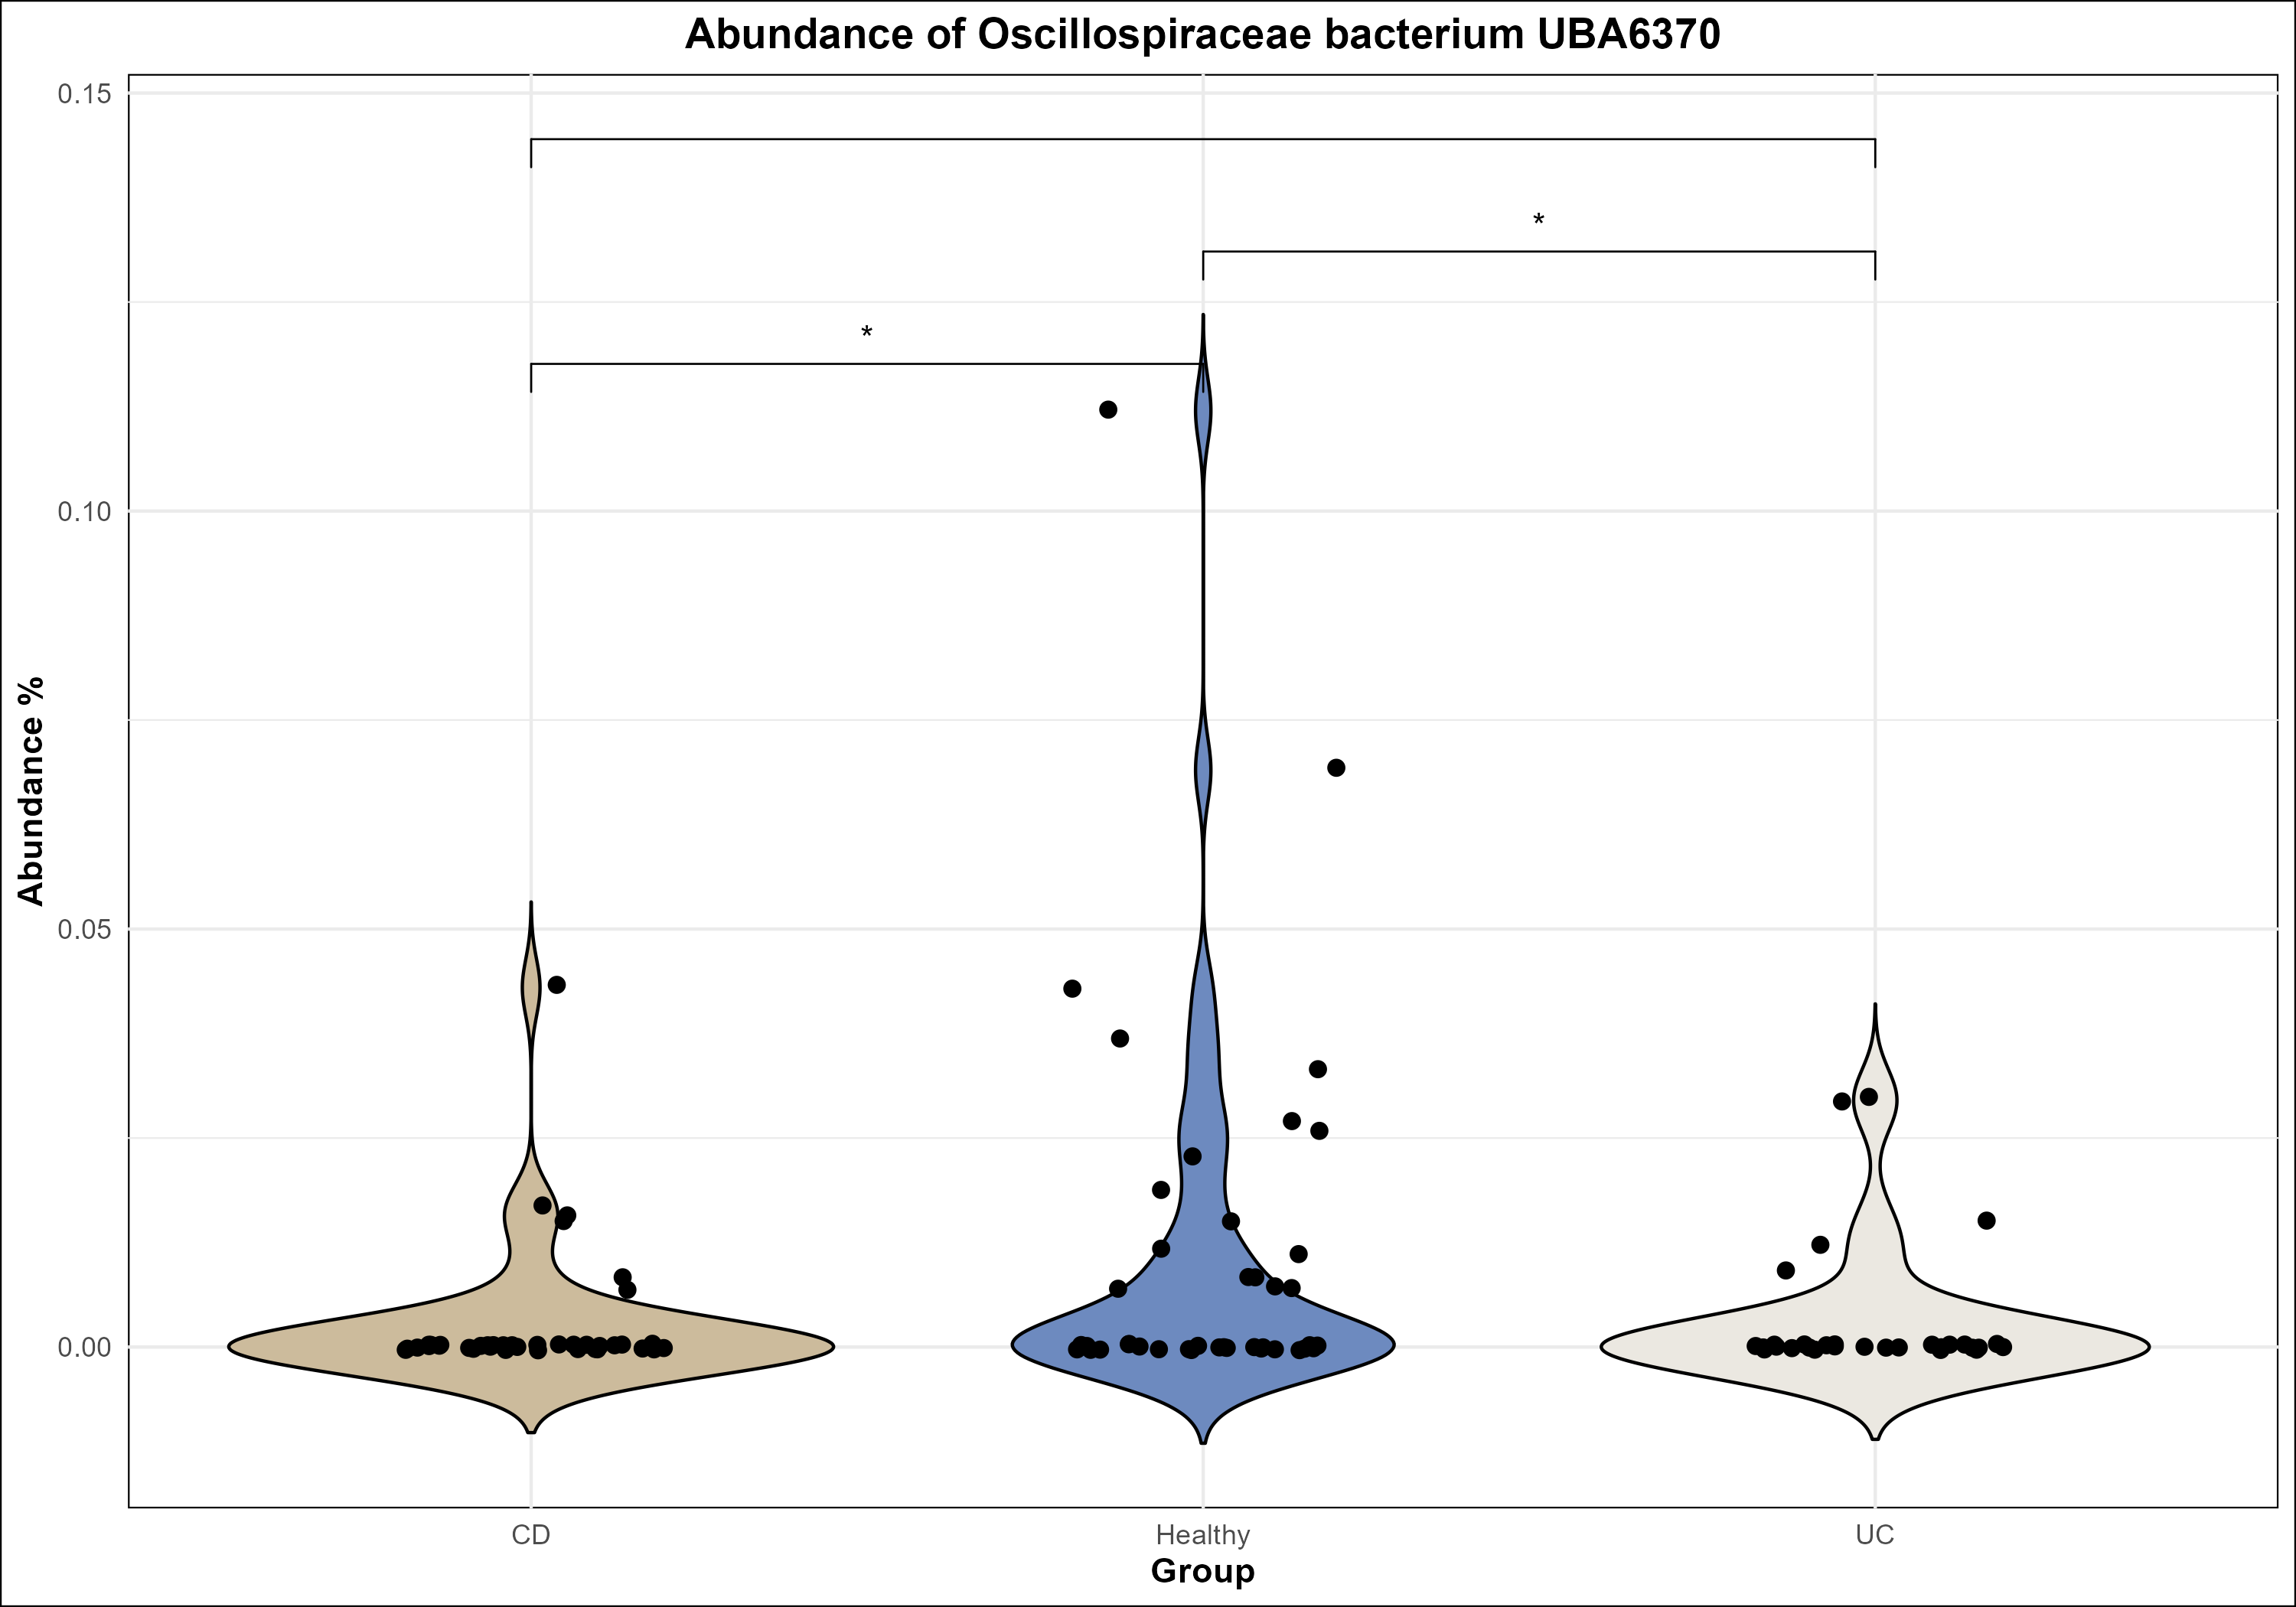 Abundance of Oscillospiraceae bacterium UBA6370
0.15
*
*
0.10
Abundance %
0.05
0.00
CD Healthy UC
Group